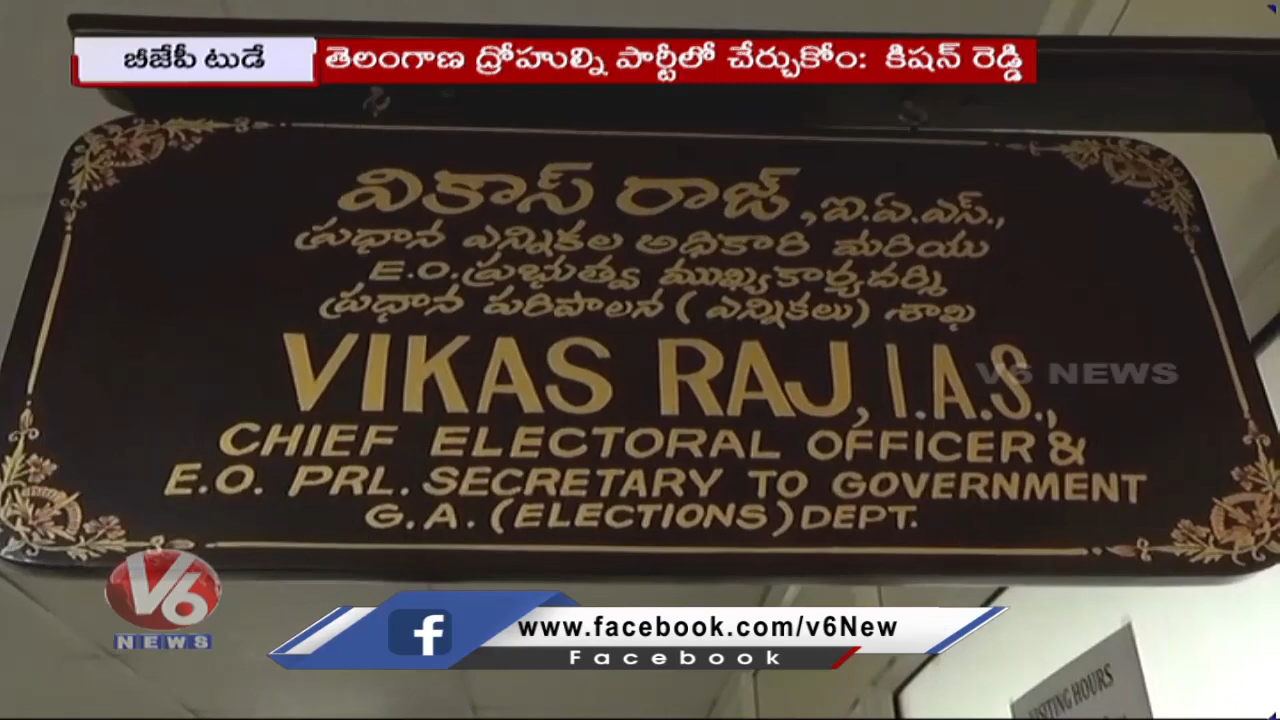 బీజేపీ టుడే
తెలంగాణ ద్రోహుల్ని పార్టీలో చేర్చుకోం: కిషన్ రెడ్డి
వికాస్ రాజ్,ఐ.ఏ.ఎస్.,
ప్రధాన ఎన్నికల అధికారి మరియు
E.O.ప్రభుత్వ ముఖ్యకార్యదర్శి
ప్రధాన పరిపాలన (ఎన్నికలు) శాఖ
VIKAS RAJ, I.A.S.,
V6 NEWS
CHIEF ELECTORAL OFFICER &
E.O. PRL. SECRETARY TO GOVERNMENT
G.A. (ELECTIONS) DEPT.
V6
NEWS
www.facebook.com/v6New
Facebook
VISITING HOURS